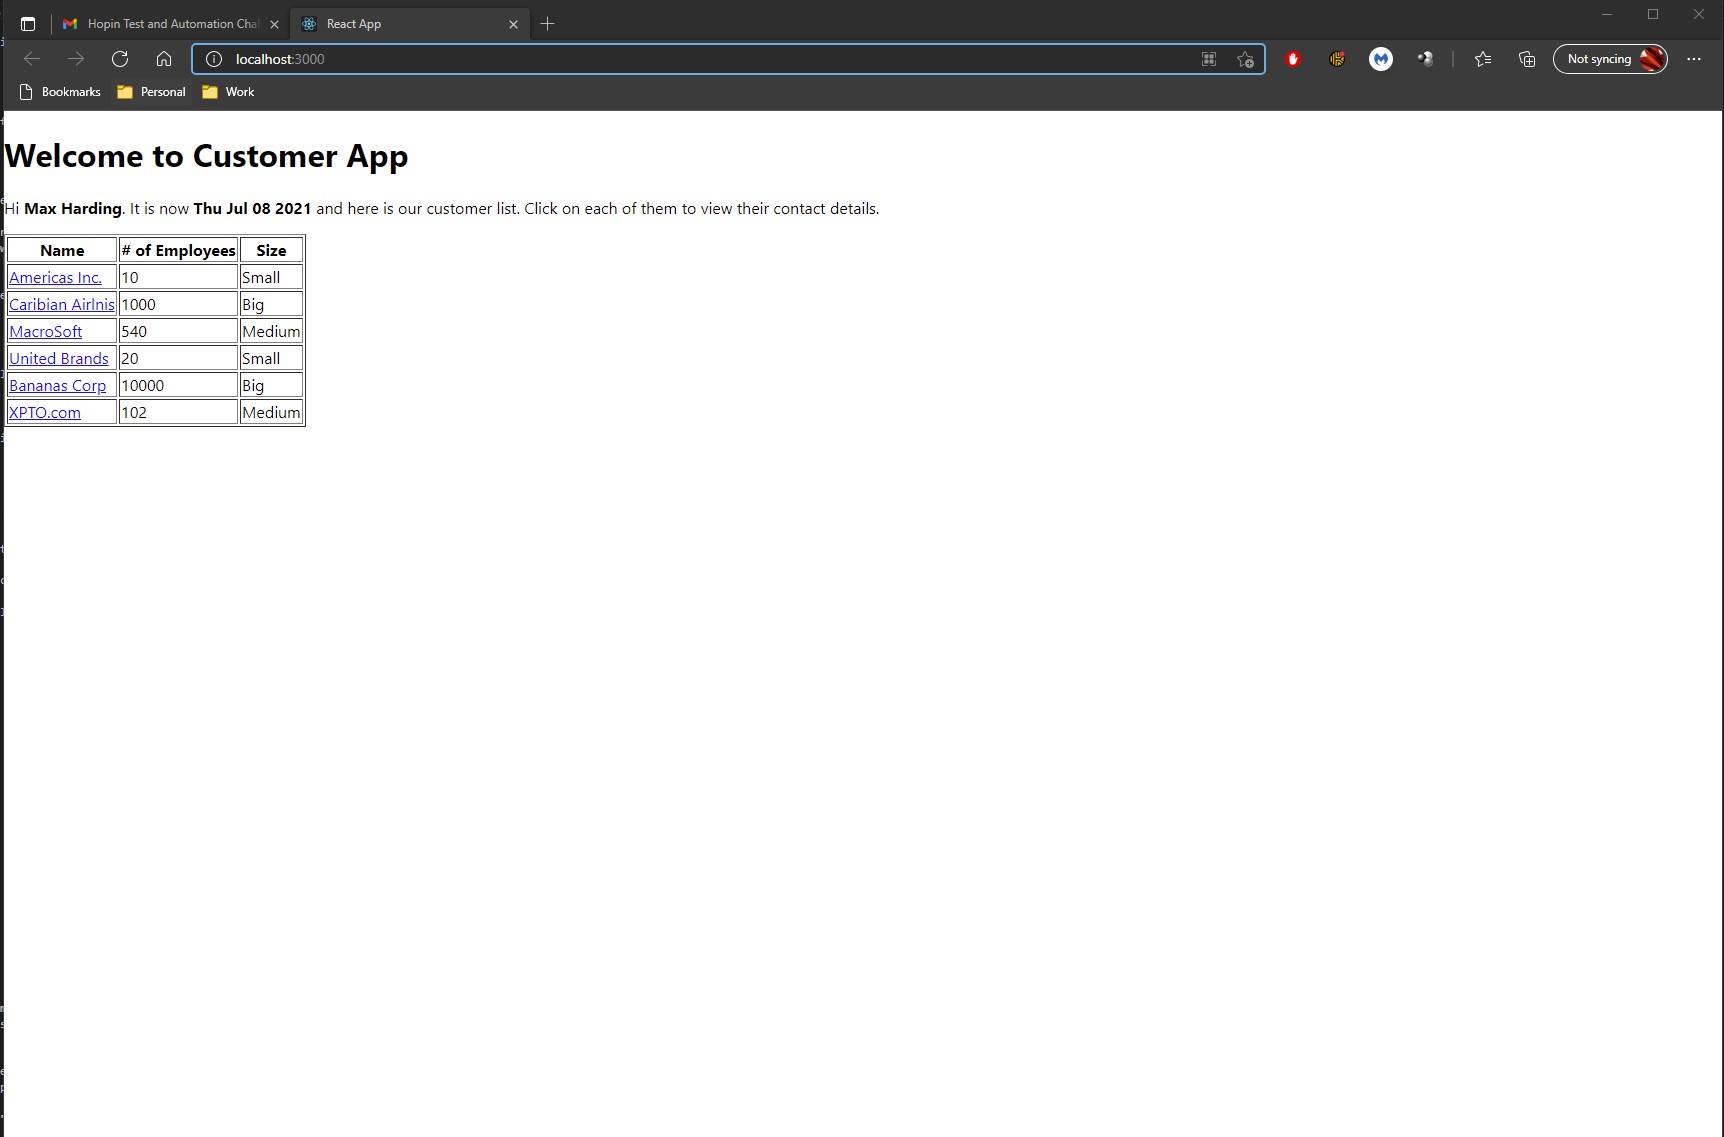 Hopin Test and Automation Cha
React App
localhost:3000
Not syncing
Bookmarks
Personal
Work
Welcome to Customer App
Hi Max Harding. It is now Thu Jul 08 2021 and here is our customer list. Click on each of them to view their contact details.
Name # of Employees Size
Americas Inc. 10 Small
Caribian Airlnis 1000 Big
MacroSoft 540 Medium
United Brands 20 Small
Bananas Corp 10000 Big
XPTO.com 102 Medium